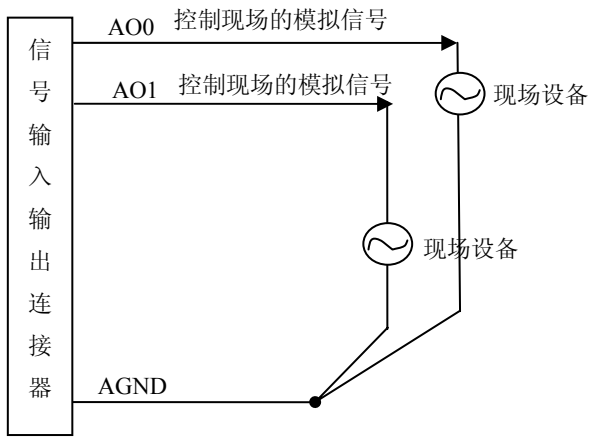 信号输入输出连接器
AO0 控制现场的模拟信号
现场设备
AO1 控制现场的模拟信号
现场设备
AGND